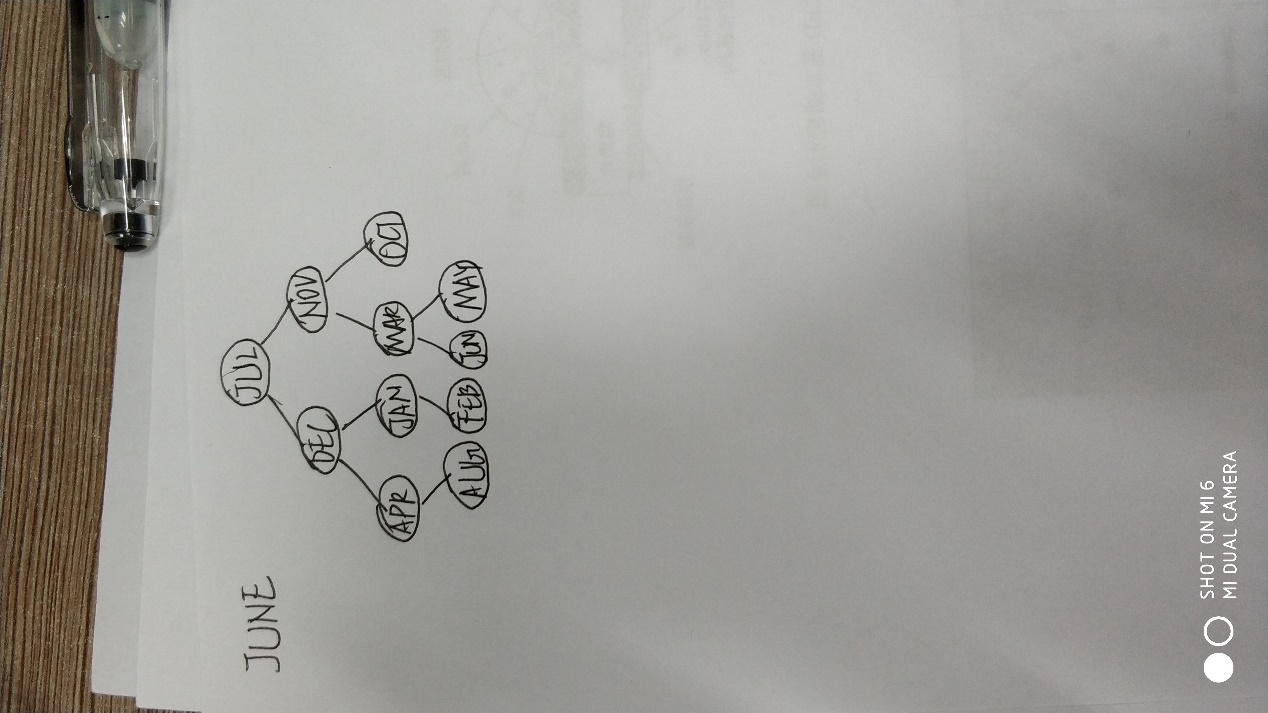 JUNE
JUL
DEC NOV
APR JAN MAR OCT
AUG FEB JUN MAY
SHOT ON MI 6
MI DUAL CAMERA